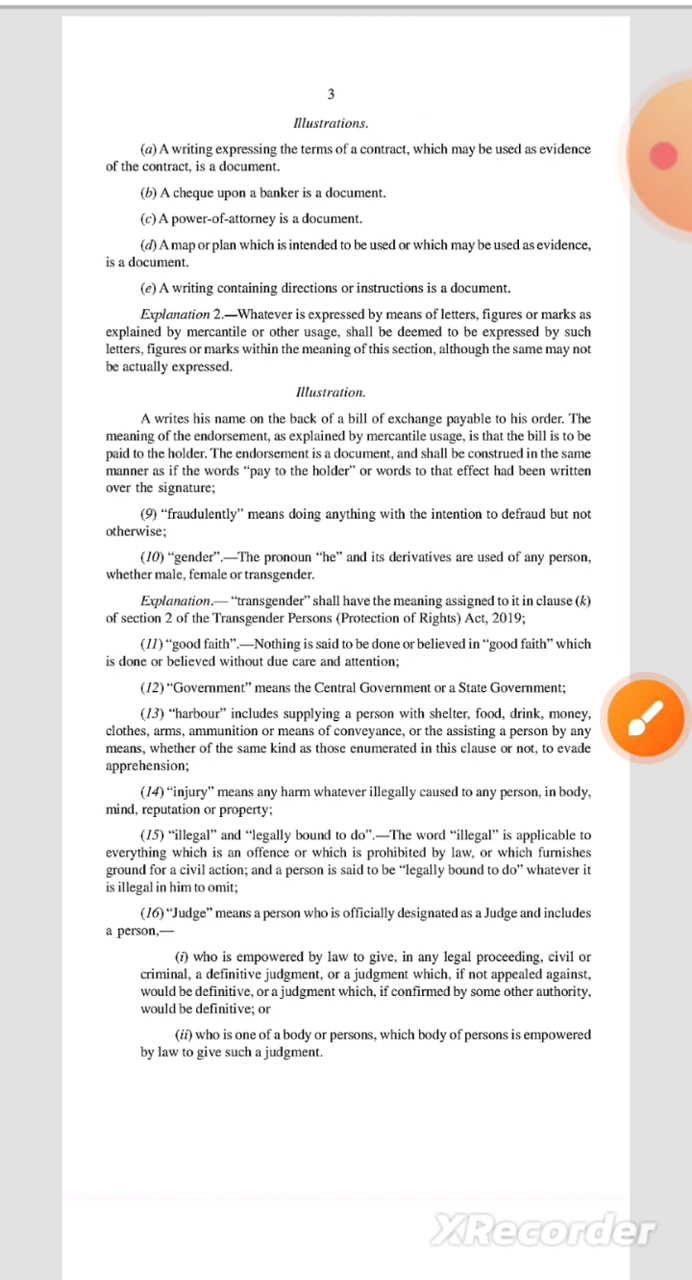 3
Illustrations.
(a) A writing expressing the terms of a contract, which may be used as evidence
of the contract, is a document.
(b) A cheque upon a banker is a document.
(c) A power-of-attorney is a document.
(d) A map or plan which is intended to be used or which may be used as evidence,
is a document.
(e) A writing containing directions or instructions is a document.
Explanation 2.—Whatever is expressed by means of letters, figures or marks as
explained by mercantile or other usage, shall be deemed to be expressed by such
letters, figures or marks within the meaning of this section, although the same may not
be actually expressed.
Illustration.
A writes his name on the back of a bill of exchange payable to his order. The
meaning of the endorsement, as explained by mercantile usage, is that the bill is to be
paid to the holder. The endorsement is a document, and shall be construed in the same
manner as if the words “pay to the holder” or words to that effect had been written
over the signature;
(9) “fraudulently” means doing anything with the intention to defraud but not
otherwise;
(10) “gender”.—The pronoun “he” and its derivatives are used of any person,
whether male, female or transgender.
Explanation.— “transgender” shall have the meaning assigned to it in clause (k)
of section 2 of the Transgender Persons (Protection of Rights) Act, 2019;
(11) “good faith”.—Nothing is said to be done or believed in “good faith” which
is done or believed without due care and attention;
(12) “Government” means the Central Government or a State Government;
(13) “harbour” includes supplying a person with shelter, food, drink, money,
clothes, arms, ammunition or means of conveyance, or the assisting a person by any
means, whether of the same kind as those enumerated in this clause or not, to evade
apprehension;
(14) “injury” means any harm whatever illegally caused to any person, in body,
mind, reputation or property;
(15) “illegal” and “legally bound to do”.—The word “illegal” is applicable to
everything which is an offence or which is prohibited by law, or which furnishes
ground for a civil action; and a person is said to be “legally bound to do” whatever it
is illegal in him to omit;
(16) “Judge” means a person who is officially designated as a Judge and includes
a person,—
(i) who is empowered by law to give, in any legal proceeding, civil or
criminal, a definitive judgment, or a judgment which, if not appealed against,
would be definitive, or a judgment which, if confirmed by some other authority,
would be definitive; or
(ii) who is one of a body or persons, which body of persons is empowered
by law to give such a judgment.
XRecorder